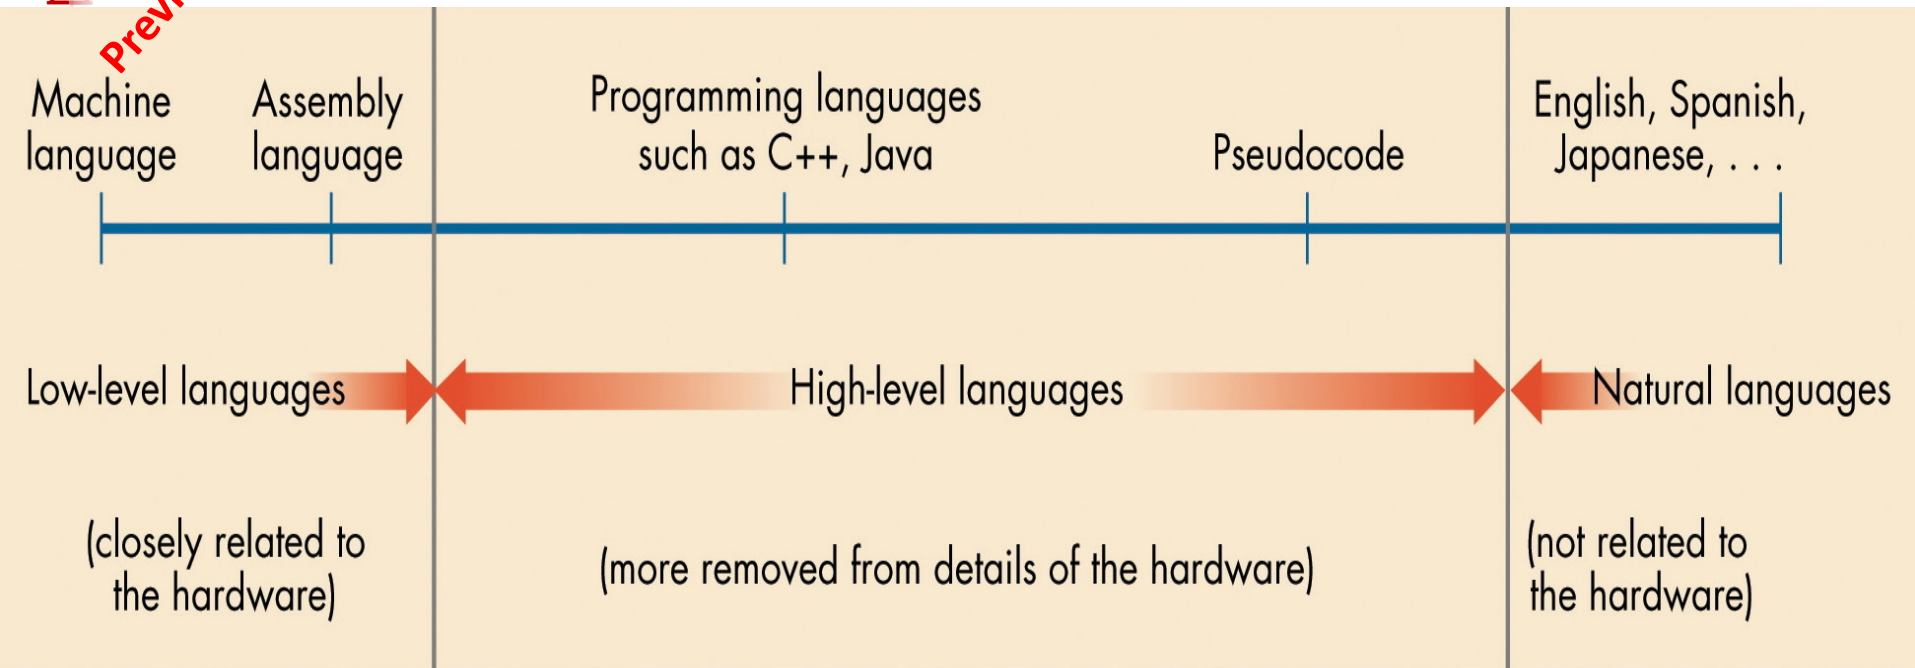 Machine
language
Assembly
language
Programming languages
such as C++, Java
Pseudocode
English, Spanish,
Japanese, . . .
Low-level languages
High-level languages
Natural languages
(closely related to
the hardware)
(more removed from details of the hardware)
(not related to
the hardware)